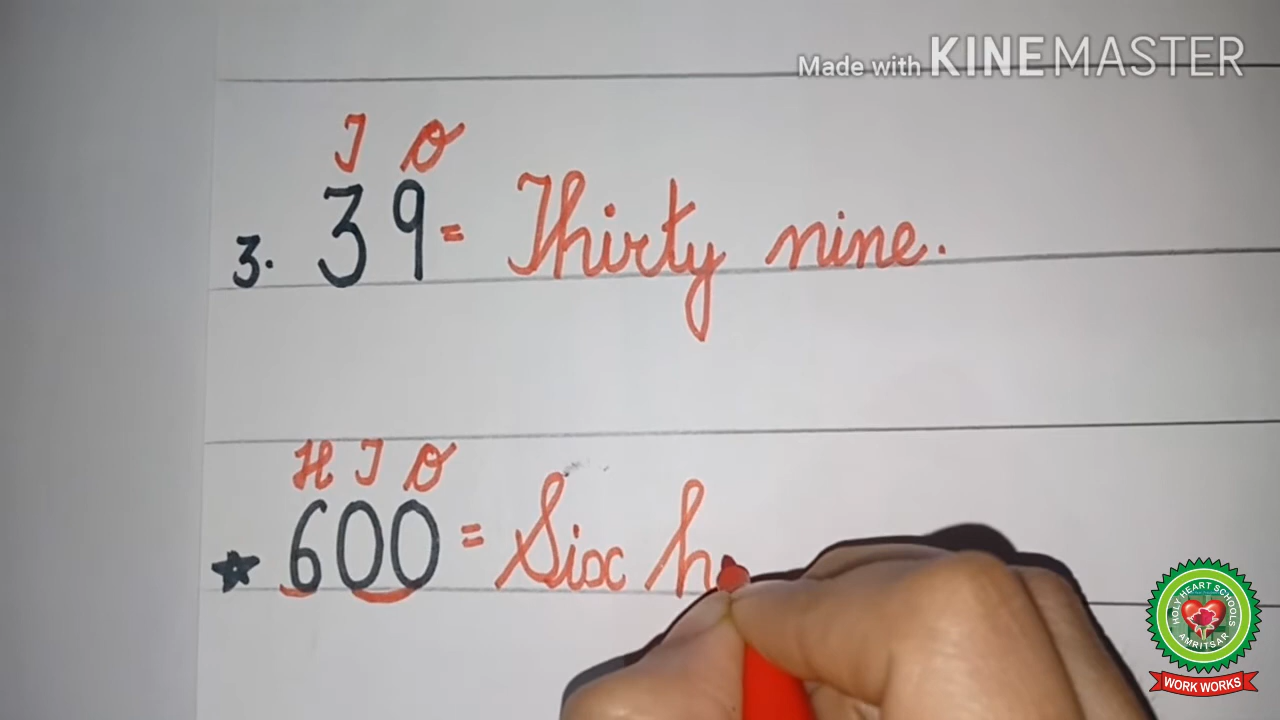 Made with KINEMASTER
T O
3. 39 = Thirty nine.
H T O
★ 600 = Six h
HOLY HEART SCHOOLS
AMRITSAR
WORK WORKS